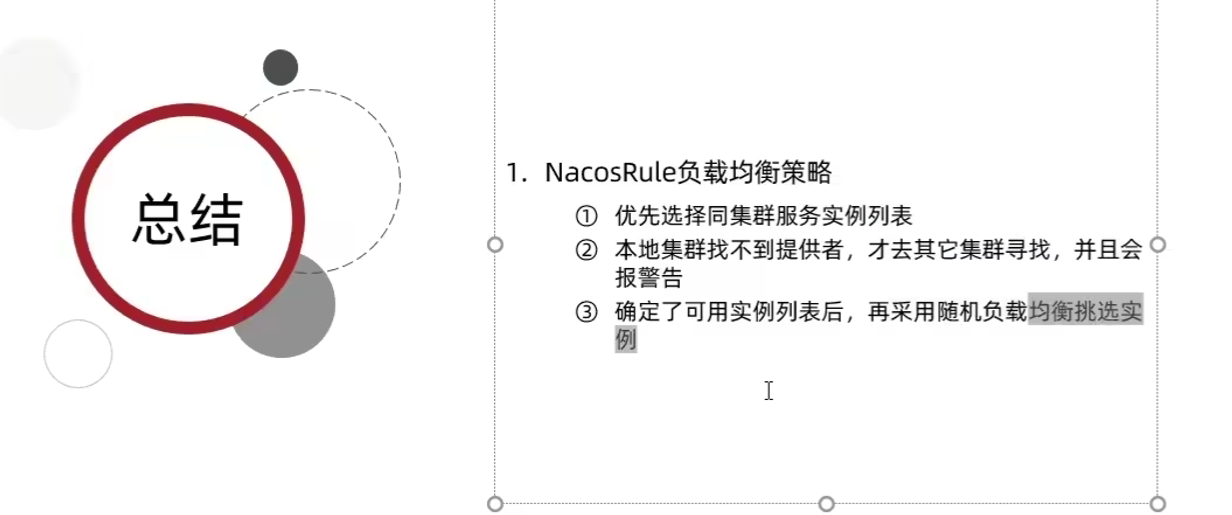 总结
1. NacosRule负载均衡策略
① 优先选择同集群服务实例列表
② 本地集群找不到提供者，才去其它集群寻找，并且会
报警告
③ 确定了可用实例列表后，再采用随机负载均衡挑选实
例